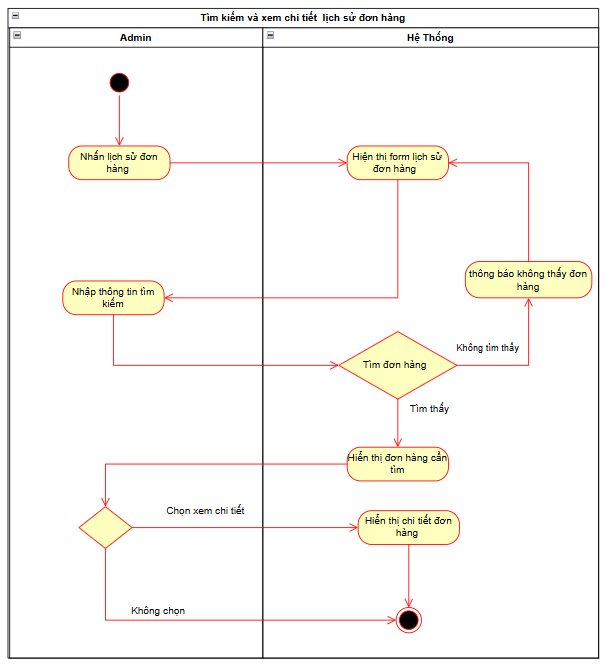 Tìm kiếm và xem chi tiết lịch sử đơn hàng
Admin
Hệ Thống
Nhấn lịch sử đơn
hàng
Hiện thị form lịch sử
đơn hàng
thông báo không thấy đơn
hàng
Nhập thông tin tìm
kiếm
Không tìm thấy
Tìm đơn hàng
Tìm thấy
Hiển thị đơn hàng cần
tìm
Chọn xem chi tiết
Hiển thị chi tiết đơn
hàng
Không chọn